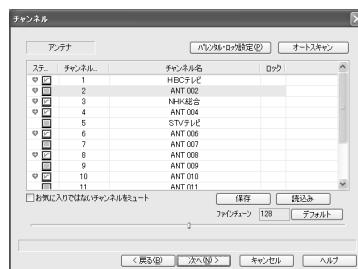 チャンネル
アンテナ
パレンタル・ロック設定(P)
オートスキャン
ステ... チャンネル... チャンネル名 ロック
1 HBCテレビ
2 ANT 002
3 NHK総合
4 ANT 004
5 STVテレビ
6 ANT 006
7 ANT 007
8 ANT 008
9 ANT 009
10 ANT 010
11 ANT 011
お気に入りではないチャンネルをミュート
保存
読込み
ファインチューン 128 デフォルト
< 戻る(B) 次へ(N) > キャンセル ヘルプ